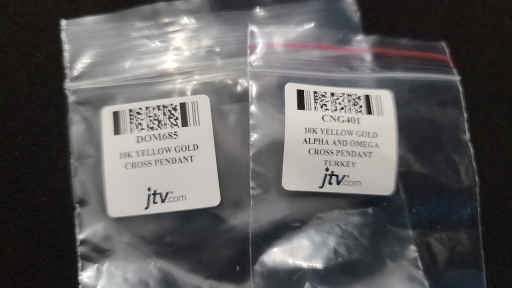 DOM685
10K YELLOW GOLD
CROSS PENDANT
jtv.com
CNG401
10K YELLOW GOLD
ALPHA AND OMEGA
CROSS PENDANT
TURKEY
jtv.com